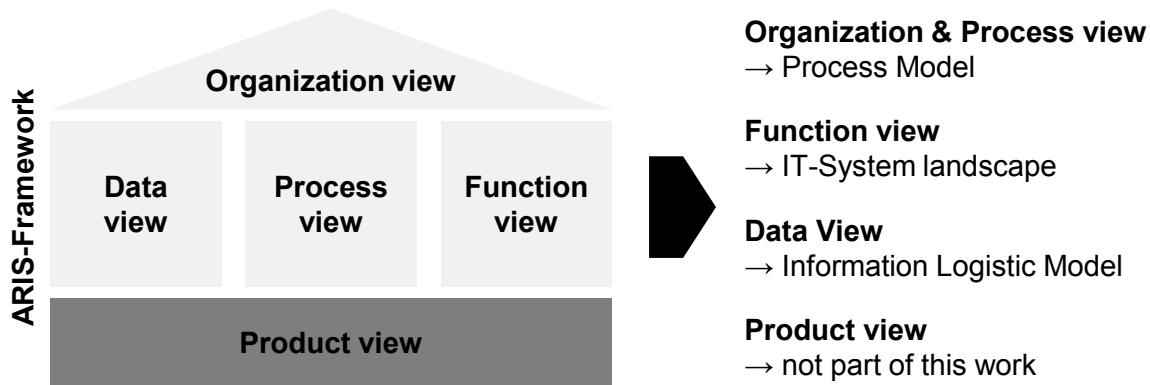 ARIS-Framework
Organization view
Data
view
Process
view
Function
view
Product view
Organization & Process view
→ Process Model
Function view
→ IT-System landscape
Data View
→ Information Logistic Model
Product view
→ not part of this work